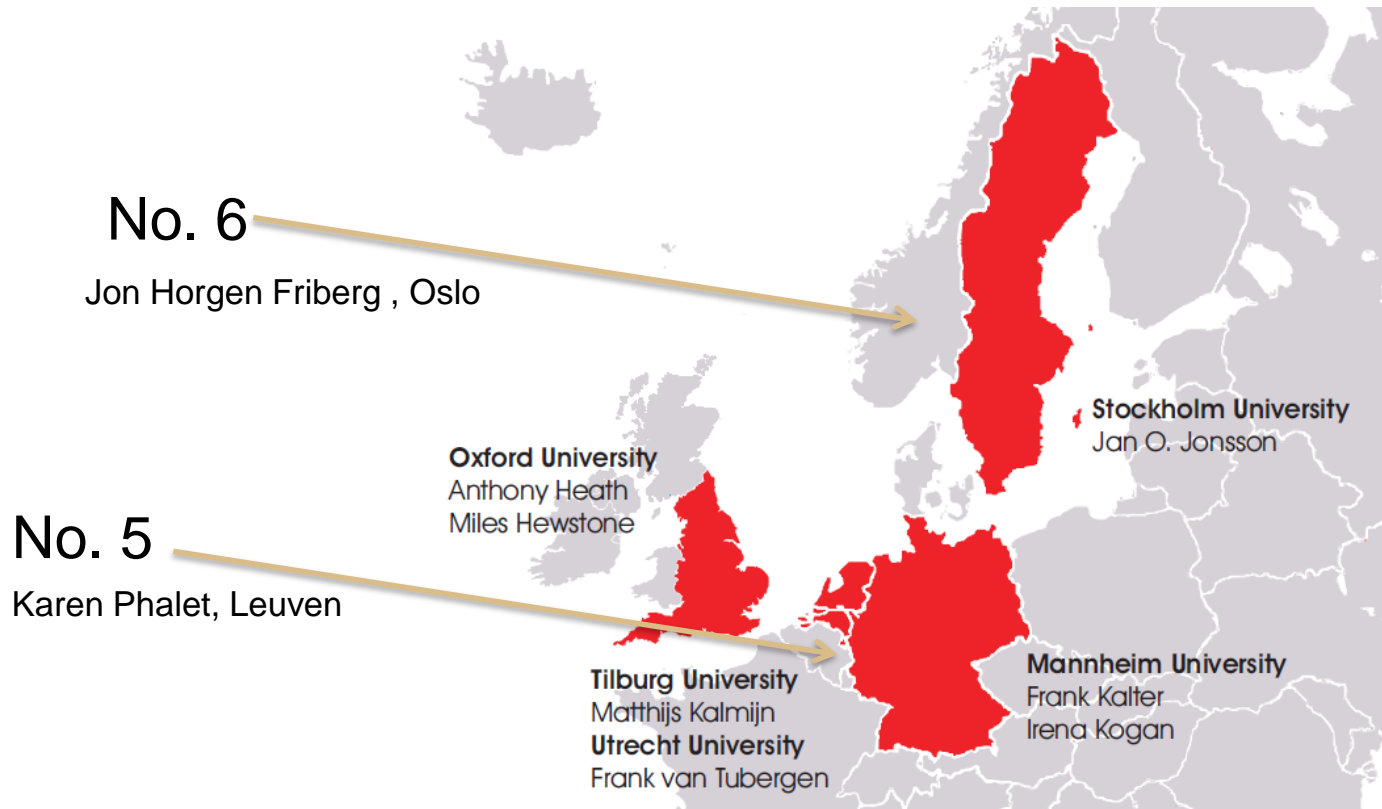 No. 6
Jon Horgen Friberg , Oslo
Stockholm University
Jan O. Jonsson
Oxford University
Anthony Heath
Miles Hewstone
No. 5
Karen Phalet, Leuven
Tilburg University
Matthijs Kalmijn
Utrecht University
Frank van Tubergen
Mannheim University
Frank Kalter
Irena Kogan